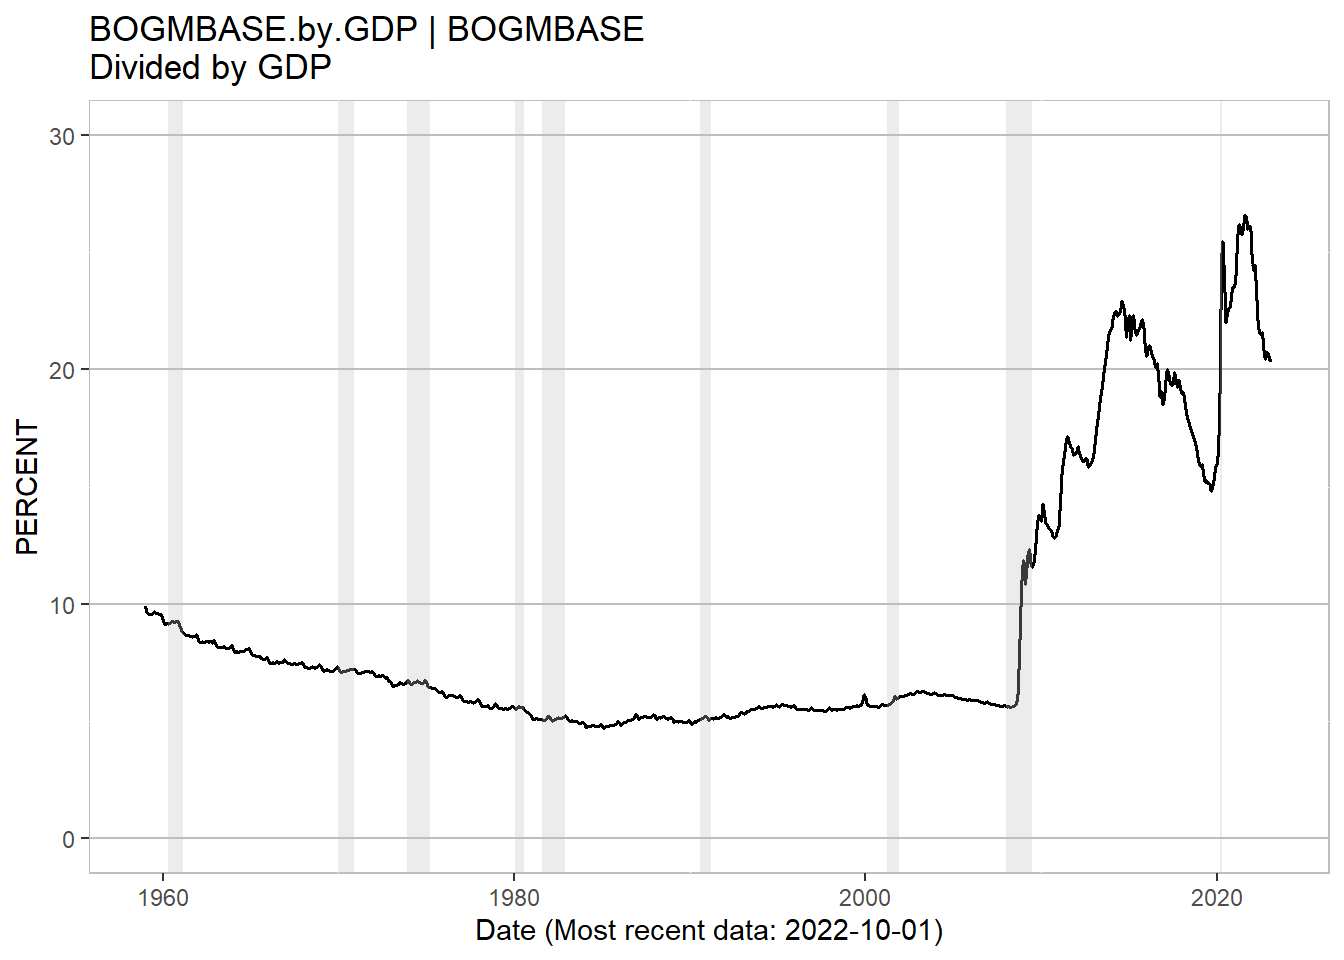 BOGMBASE.by.GDP | BOGMBASE
Divided by GDP
30
20
10
0
PERCENT
1960
1980
2000
2020
Date (Most recent data: 2022-10-01)